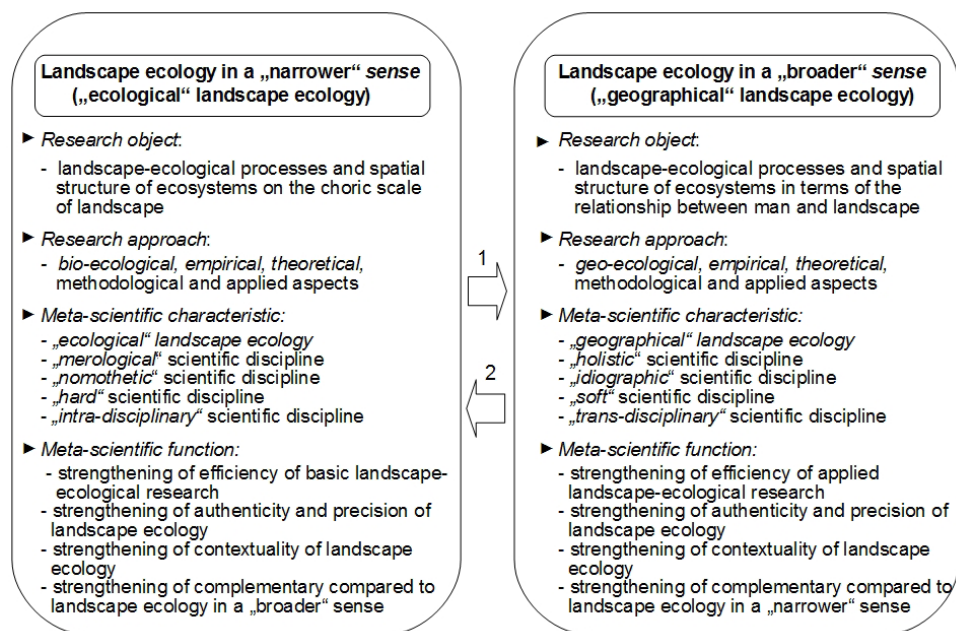 Landscape ecology in a „narrower“ sense
(„ecological“ landscape ecology)
► Research object:
- landscape-ecological processes and spatial
structure of ecosystems on the choric scale
of landscape
► Research approach:
- bio-ecological, empirical, theoretical,
methodological and applied aspects
► Meta-scientific characteristic:
- „ecological“ landscape ecology
- „merological“ scientific discipline
- „nomothetic“ scientific discipline
- „hard“ scientific discipline
- „intra-disciplinary“ scientific discipline
► Meta-scientific function:
- strengthening of efficiency of basic landscape-
ecological research
- strengthening of authenticity and precision of
landscape ecology
- strengthening of contextuality of landscape
ecology
- strengthening of complementary compared to
landscape ecology in a „broader“ sense
1
2
Landscape ecology in a „broader“ sense
(„geographical“ landscape ecology)
► Research object:
- landscape-ecological processes and spatial
structure of ecosystems in terms of the
relationship between man and landscape
► Research approach:
- geo-ecological, empirical, theoretical,
methodological and applied aspects
► Meta-scientific characteristic:
- „geographical“ landscape ecology
- „holistic“ scientific discipline
- „idiographic“ scientific discipline
- „soft“ scientific discipline
- „trans-disciplinary“ scientific discipline
► Meta-scientific function:
- strengthening of efficiency of applied
landscape-ecological research
- strengthening of authenticity and precision of
landscape ecology
- strengthening of contextuality of landscape
ecology
- strengthening of complementary compared to
landscape ecology in a „narrower“ sense